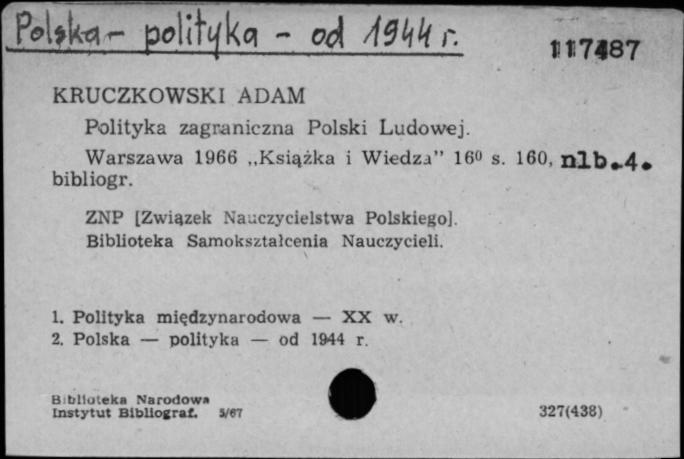 Polska - polityka - od 1944 r.
117487
KRUCZKOWSKI ADAM
Polityka zagraniczna Polski Ludowej.
Warszawa 1966 „Książka i Wiedza” 16⁰ s. 160, nlb.4.
bibliogr.
ZNP [Związek Nauczycielstwa Polskiego].
Biblioteka Samokształcenia Nauczycieli.
1. Polityka międzynarodowa — XX w.
2. Polska — polityka — od 1944 r.
Biblioteka Narodowa
Instytut Bibliograf. 5/67
327(438)